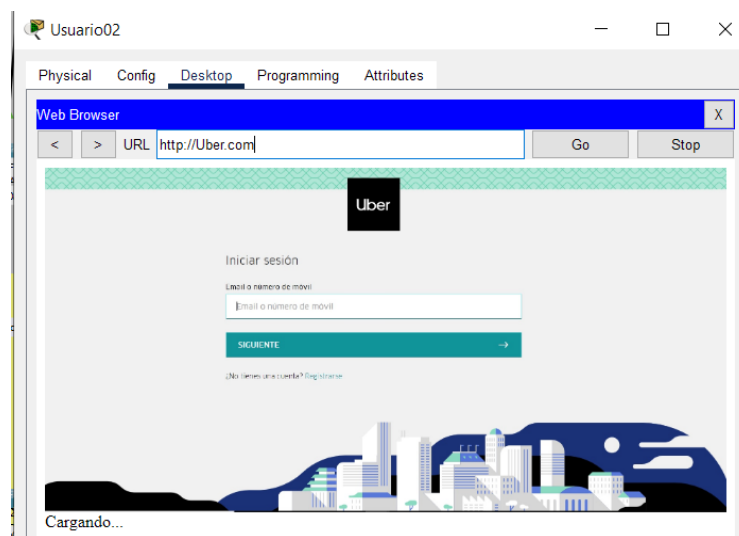 Usuario02
Physical Config Desktop Programming Attributes
Web Browser X
< > URL http://Uber.com Go Stop
Uber
Iniciar sesión
Email o número de móvil
Email o número de móvil
SIGUIENTE →
¿No tienes una cuenta? Registrarse
Cargando...